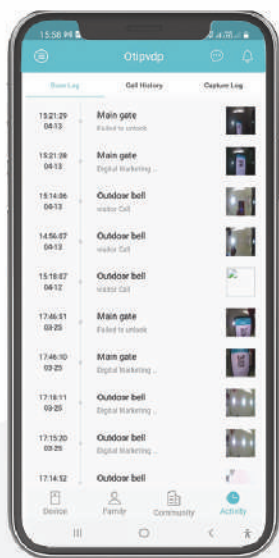 15:58
Otipvdp
Door Log
Call History
Capture Log
15:21:29
04-13
Main gate
Failed to unlock
15:21:28
04-13
Main gate
Digital Marketing ..
15:14:06
04-13
Outdoor bell
visitor Call
14:56:07
04-13
Outdoor bell
visitor Call
15:18:07
04-12
Outdoor bell
visitor Call
17:46:51
03-25
Main gate
Failed to unlock
17:46:10
03-25
Main gate
Digital Marketing ..
17:18:11
03-25
Outdoor bell
Digital Marketing ..
17:15:20
03-25
Outdoor bell
Digital Marketing ..
17:14:52
Outdoor bell
Device
Family
Community
Activity